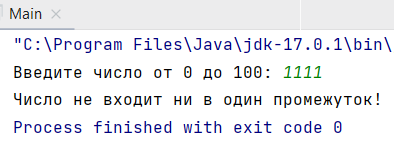 Main
"C:\Program Files\Java\jdk-17.0.1\bin\
Введите число от 0 до 100: 1111
Число не входит ни в один промежуток!
Process finished with exit code 0